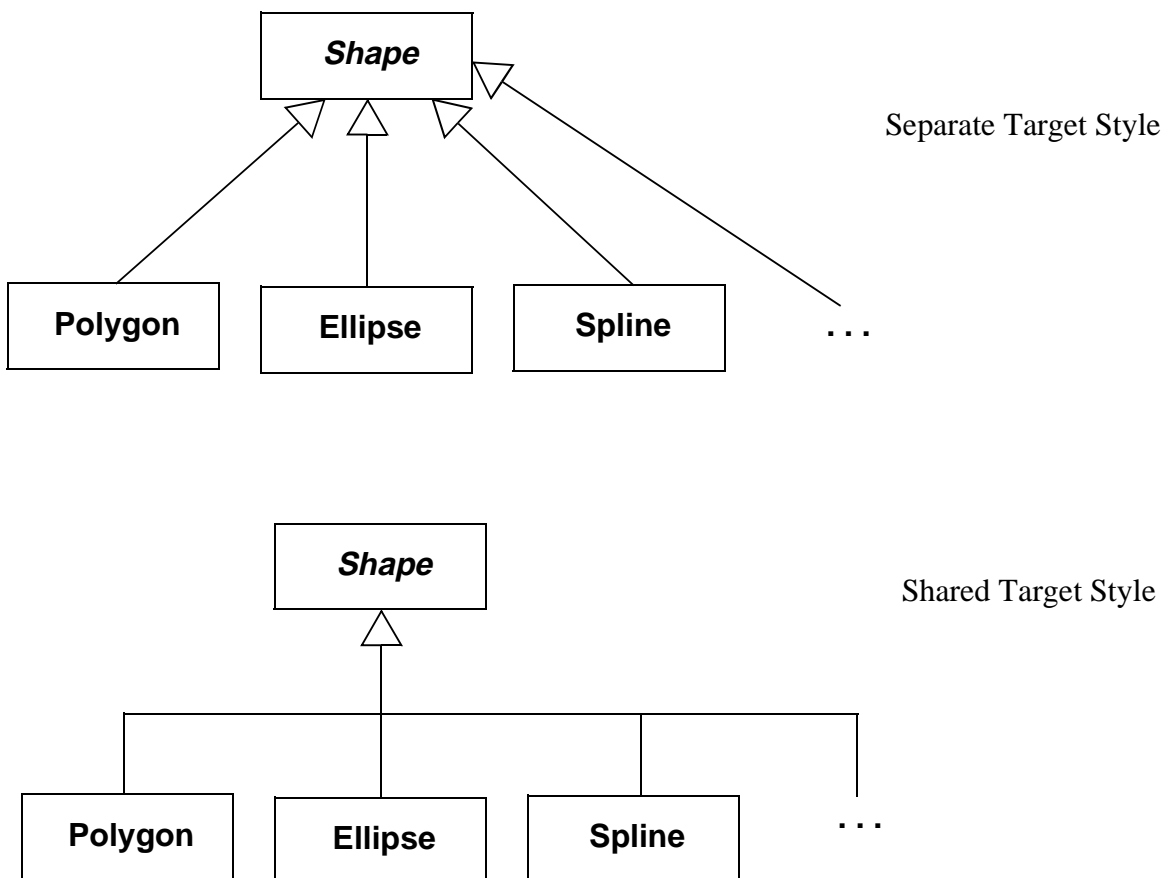 Shape
Separate Target Style
Polygon
Ellipse
Spline
. . .
Shape
Shared Target Style
Polygon
Ellipse
Spline
. . .